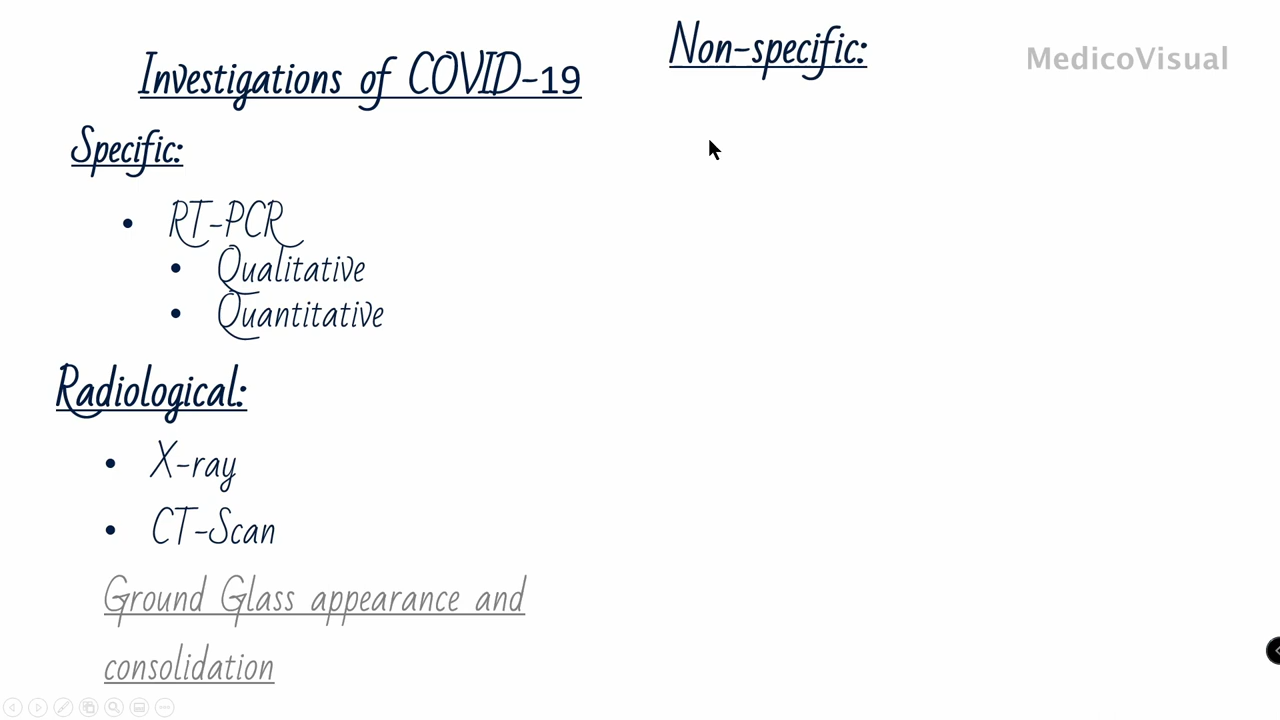 Investigations of COVID-19
Specific:
• RT-PCR
• Qualitative
• Quantitative
Radiological:
• X-ray
• CT-Scan
Ground Glass appearance and
consolidation
Non-specific:
MedicoVisual